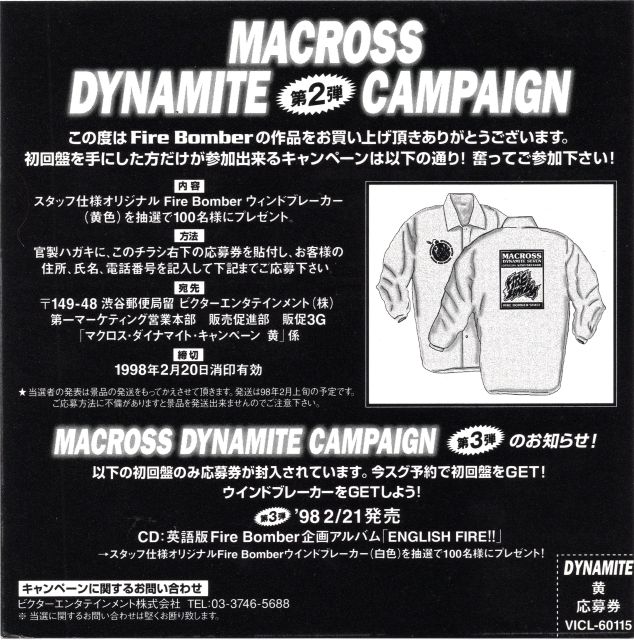 MACROSS
DYNAMITE 第2弾 CAMPAIGN
この度はFire Bomberの作品をお買い上げ頂きありがとうございます。
初回盤を手にした方だけが参加出来るキャンペーンは以下の通り! 奮ってご参加下さい!
内容
スタッフ仕様オリジナル Fire Bomber ウィンドブレーカー
(黄色)を抽選で100名様にプレゼント。
方法
官製ハガキに、このチラシ右下の応募券を貼付し、お客様の
住所、氏名、電話番号を記入して下記までご応募下さい。
宛先
〒149-48 渋谷郵便局留 ビクターエンタテインメント(株)
第一マーケティング営業本部 販売促進部 販促3G
「マクロス・ダイナマイト・キャンペーン 黄」係
締切
1998年2月20日消印有効
★当選者の発表は景品の発送をもってかえさせて頂きます。発送は98年2月上旬の予定です。
ご応募方法に不備がありますと景品を発送出来ませんのでご注意下さい。
MACROSS
DYNAMITE SEVEN
FIRE BOMBER
MACROSS DYNAMITE CAMPAIGN 第3弾 のお知らせ!
以下の初回盤のみ応募券が封入されています。今スグ予約で初回盤をGET!
ウインドブレーカーをGETしよう!
第3弾 '98 2/21発売
CD:英語版Fire Bomber企画アルバム「ENGLISH FIRE!!」
→スタッフ仕様オリジナルFire Bomberウインドブレーカー(白色)を抽選で100名様にプレゼント!
キャンペーンに関するお問い合わせ
ビクターエンタテインメント株式会社 TEL:03-3746-5688
※ 当選に関するお問い合わせは堅くお断り致します。
DYNAMITE
黄
応募券
VICL-60115